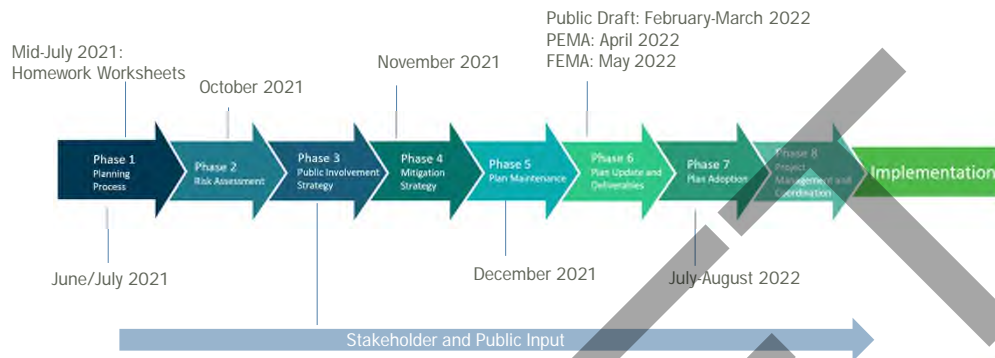 Public Draft: February-March 2022
PEMA: April 2022
FEMA: May 2022
Mid-July 2021:
Homework Worksheets
November 2021
October 2021
Phase 1
Planning
Process
Phase 2
Risk Assessment
Phase 3
Public Involvement
Strategy
Phase 4
Mitigation
Strategy
Phase 5
Plan Maintenance
Phase 6
Plan Update and
Deliverables
Phase 7
Plan Adoption
Phase 8
Project
Management and
Coordination
Implementation
June/July 2021
December 2021
July-August 2022
Stakeholder and Public Input